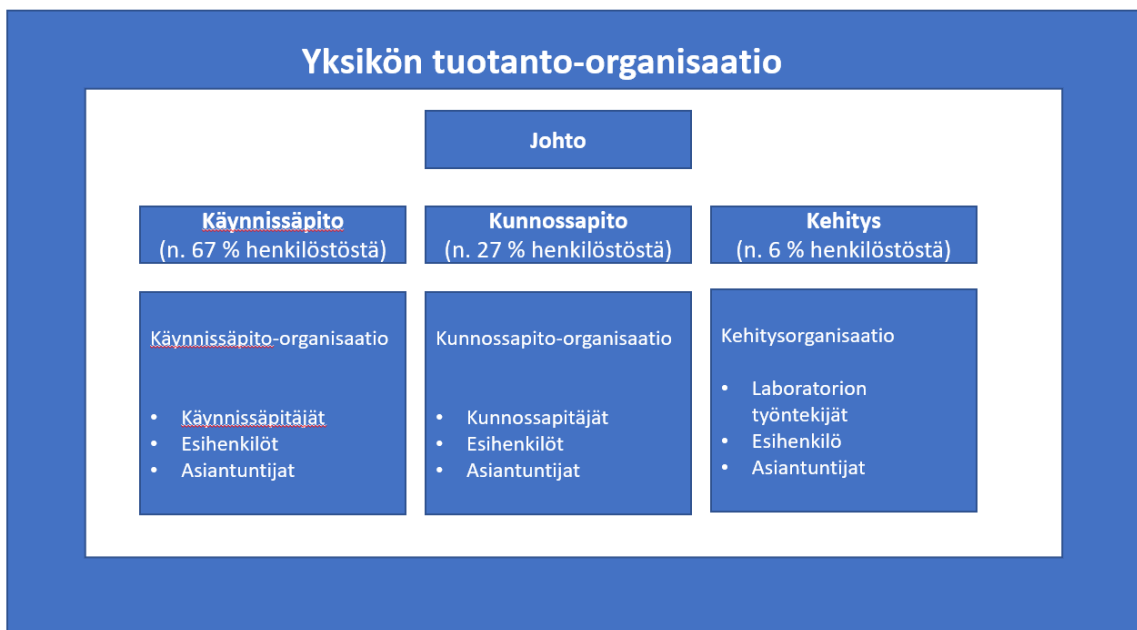 Yksikön tuotanto-organisaatio
Johto
Käynnissäpito
(n. 67 % henkilöstöstä)
Kunnossapito
(n. 27 % henkilöstöstä)
Kehitys
(n. 6 % henkilöstöstä)
Käynnissäpito-organisaatio
• Käynnissäpitäjät
• Esihenkilöt
• Asiantuntijat
Kunnossapito-organisaatio
• Kunnossapitäjät
• Esihenkilöt
• Asiantuntijat
Kehitysorganisaatio
• Laboratorion
työntekijät
• Esihenkilö
• Asiantuntijat